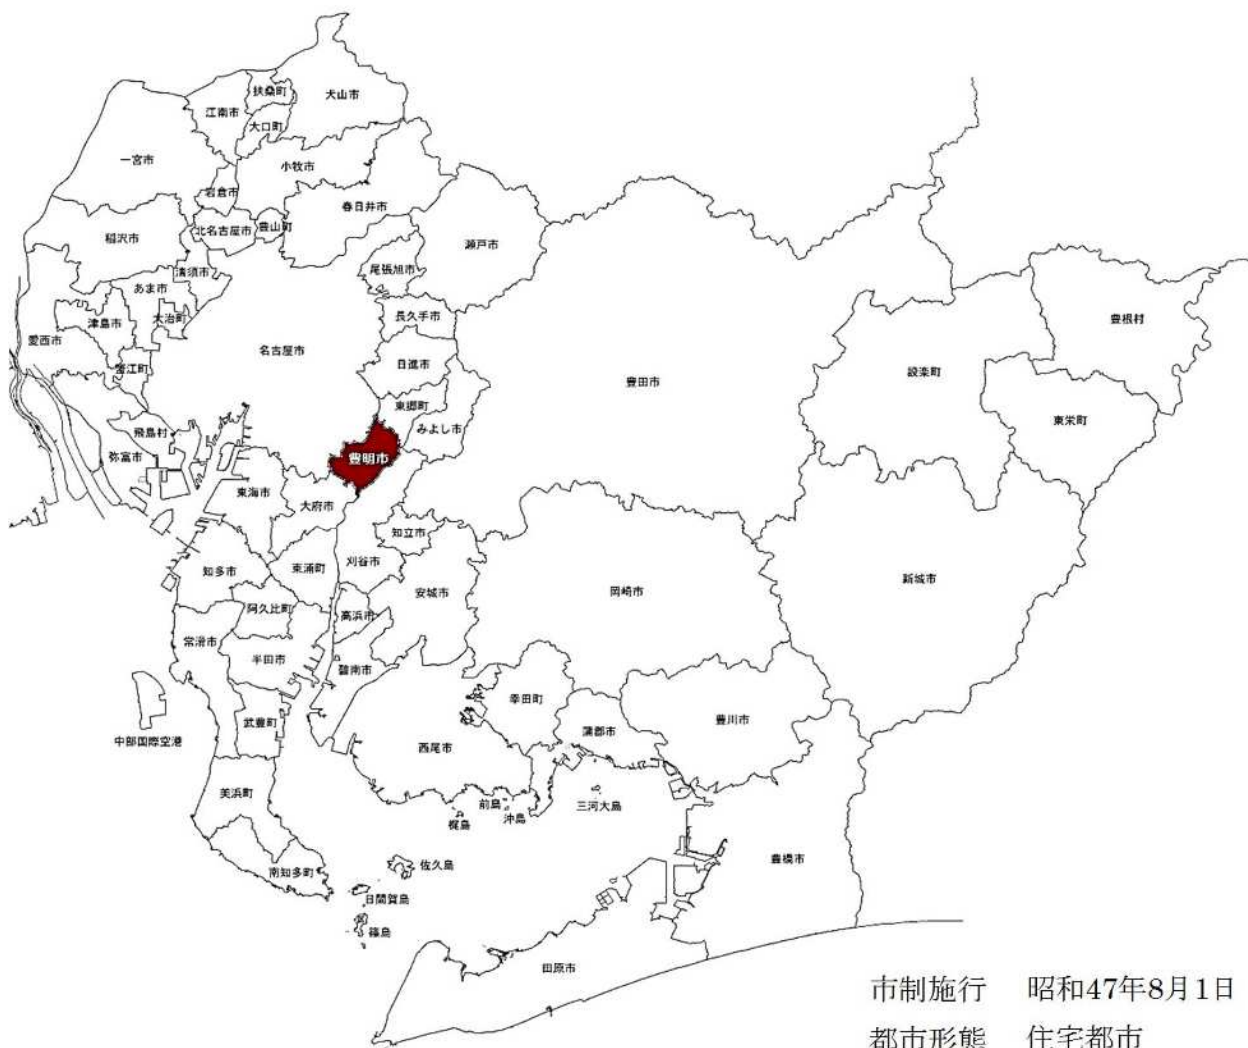 扶桑町
犬山市
江南市
大口町
一宮市
小牧市
岩倉市
春日井市
北名古屋市
豊山町
稲沢市
瀬戸市
尾張旭市
清須市
あま市
長久手市
津島市
大治町
豊根村
愛西市
名古屋市
日進市
蟹江町
豊田市
設楽町
東郷町
東栄町
みよし市
飛島村
弥富市
豊明市
東海市
大府市
知立市
知多市
東浦町
刈谷市
新城市
安城市
岡崎市
阿久比町
高浜市
常滑市
半田市
碧南市
幸田町
武豊町
豊川市
蒲郡市
中部国際空港
西尾市
美浜町
前島
三河大島
梶島
沖島
豊橋市
佐久島
南知多町
日間賀島
篠島
田原市
市制施行 昭和47年8月1日
都市形態 住宅都市